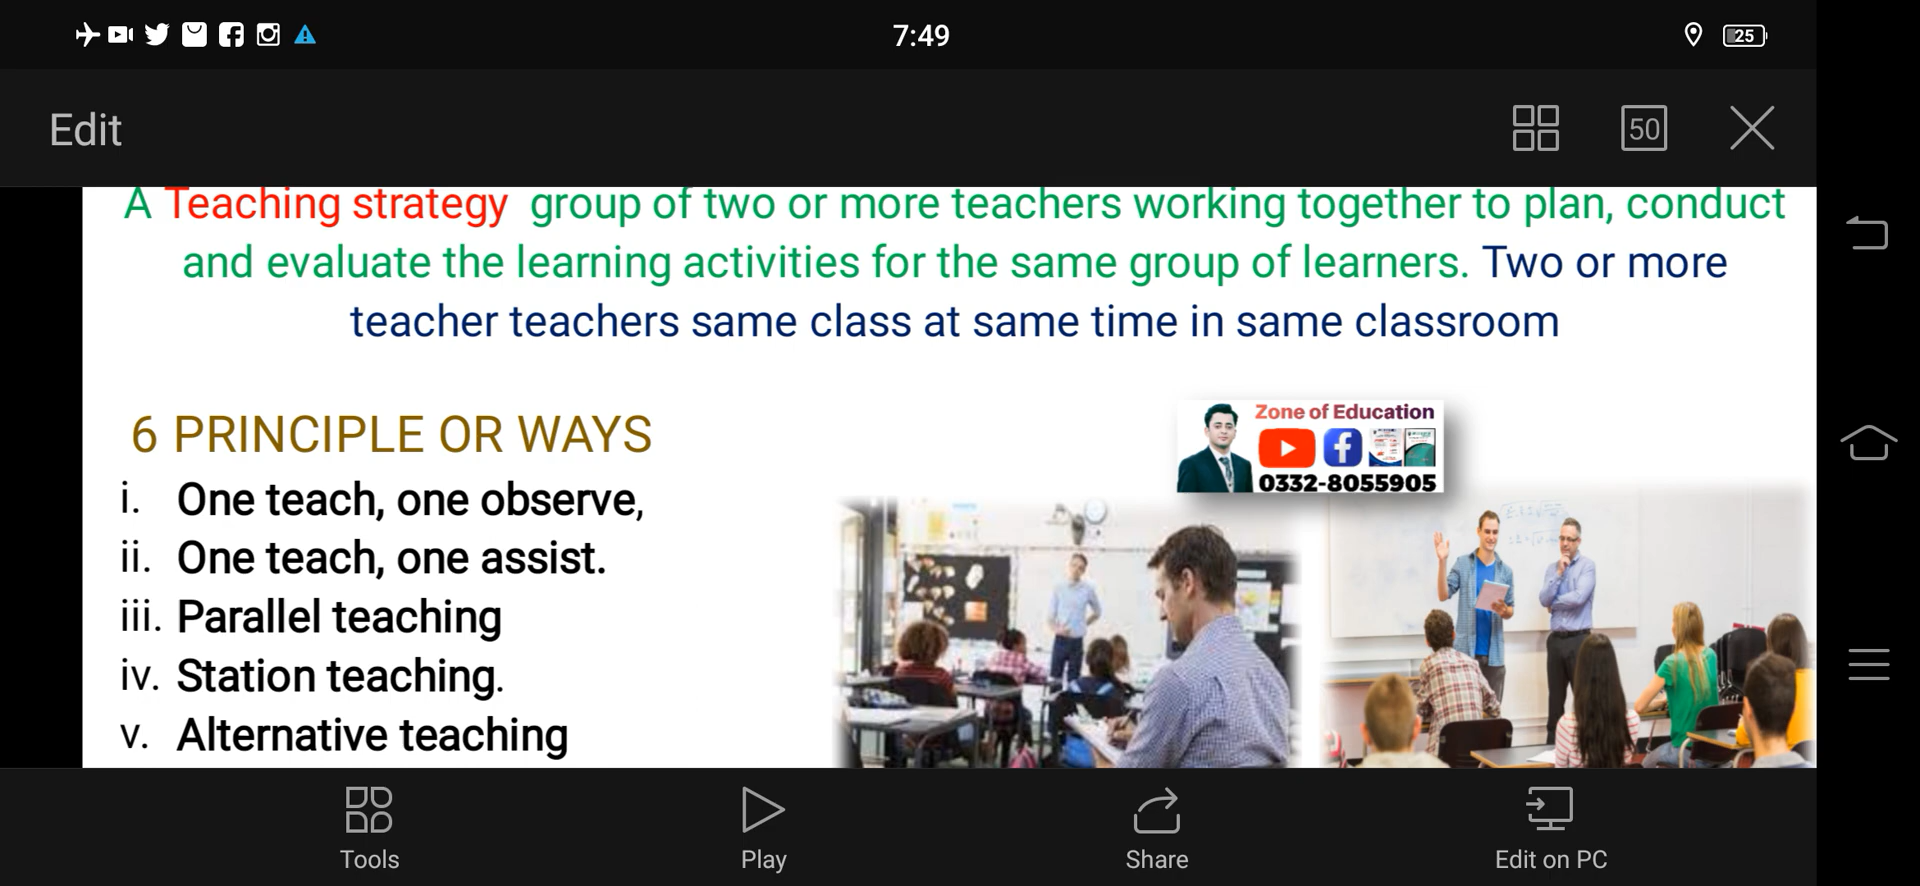 7:49
25
Edit
50
A Teaching strategy group of two or more teachers working together to plan, conduct
and evaluate the learning activities for the same group of learners. Two or more
teacher teachers same class at same time in same classroom
6 PRINCIPLE OR WAYS
Zone of Education
0332-8055905
i. One teach, one observe,
ii. One teach, one assist.
iii. Parallel teaching
iv. Station teaching.
v. Alternative teaching
Tools
Play
Share
Edit on PC